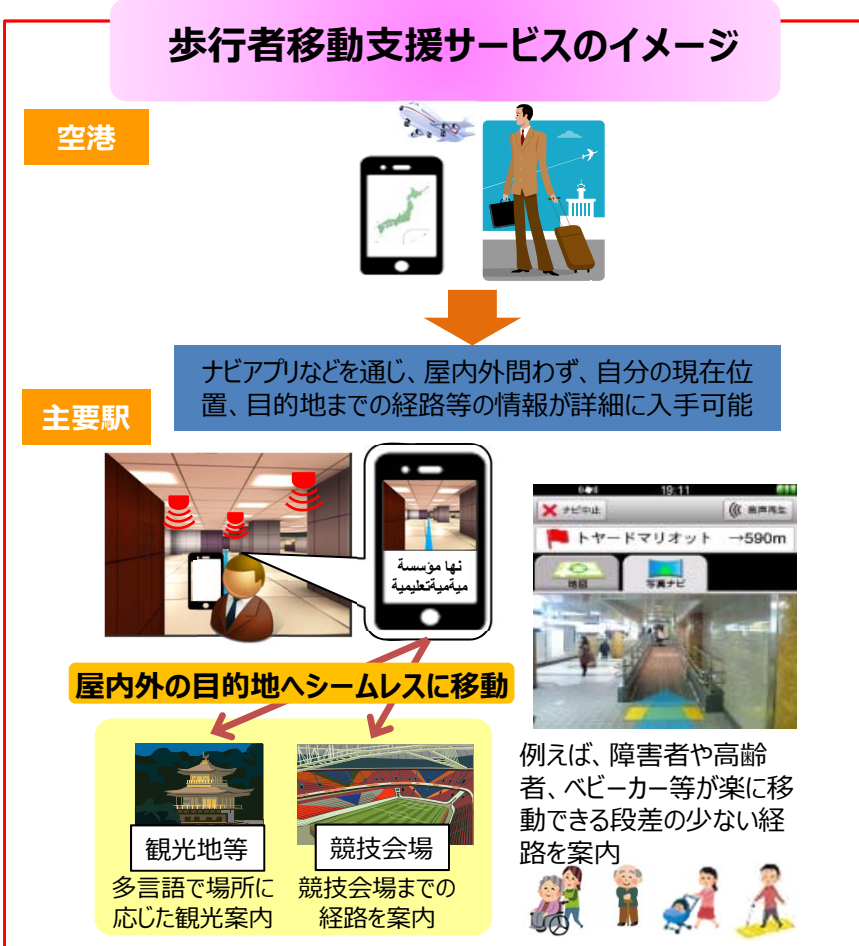 歩行者移動支援サービスのイメージ
空港
ナビアプリなどを通じ、屋内外問わず、自分の現在位
置、目的地までの経路等の情報が詳細に入手可能
主要駅
نها مؤسسة
ميةميةتعليمية
19:11
ナビ中止
音声再生
トヤードマリオット →590m
地図
写真ナビ
屋内外の目的地へシームレスに移動
観光地等
多言語で場所に
応じた観光案内
競技会場
競技会場までの
経路を案内
例えば、障害者や高齢
者、ベビーカー等が楽に移
動できる段差の少ない経
路を案内